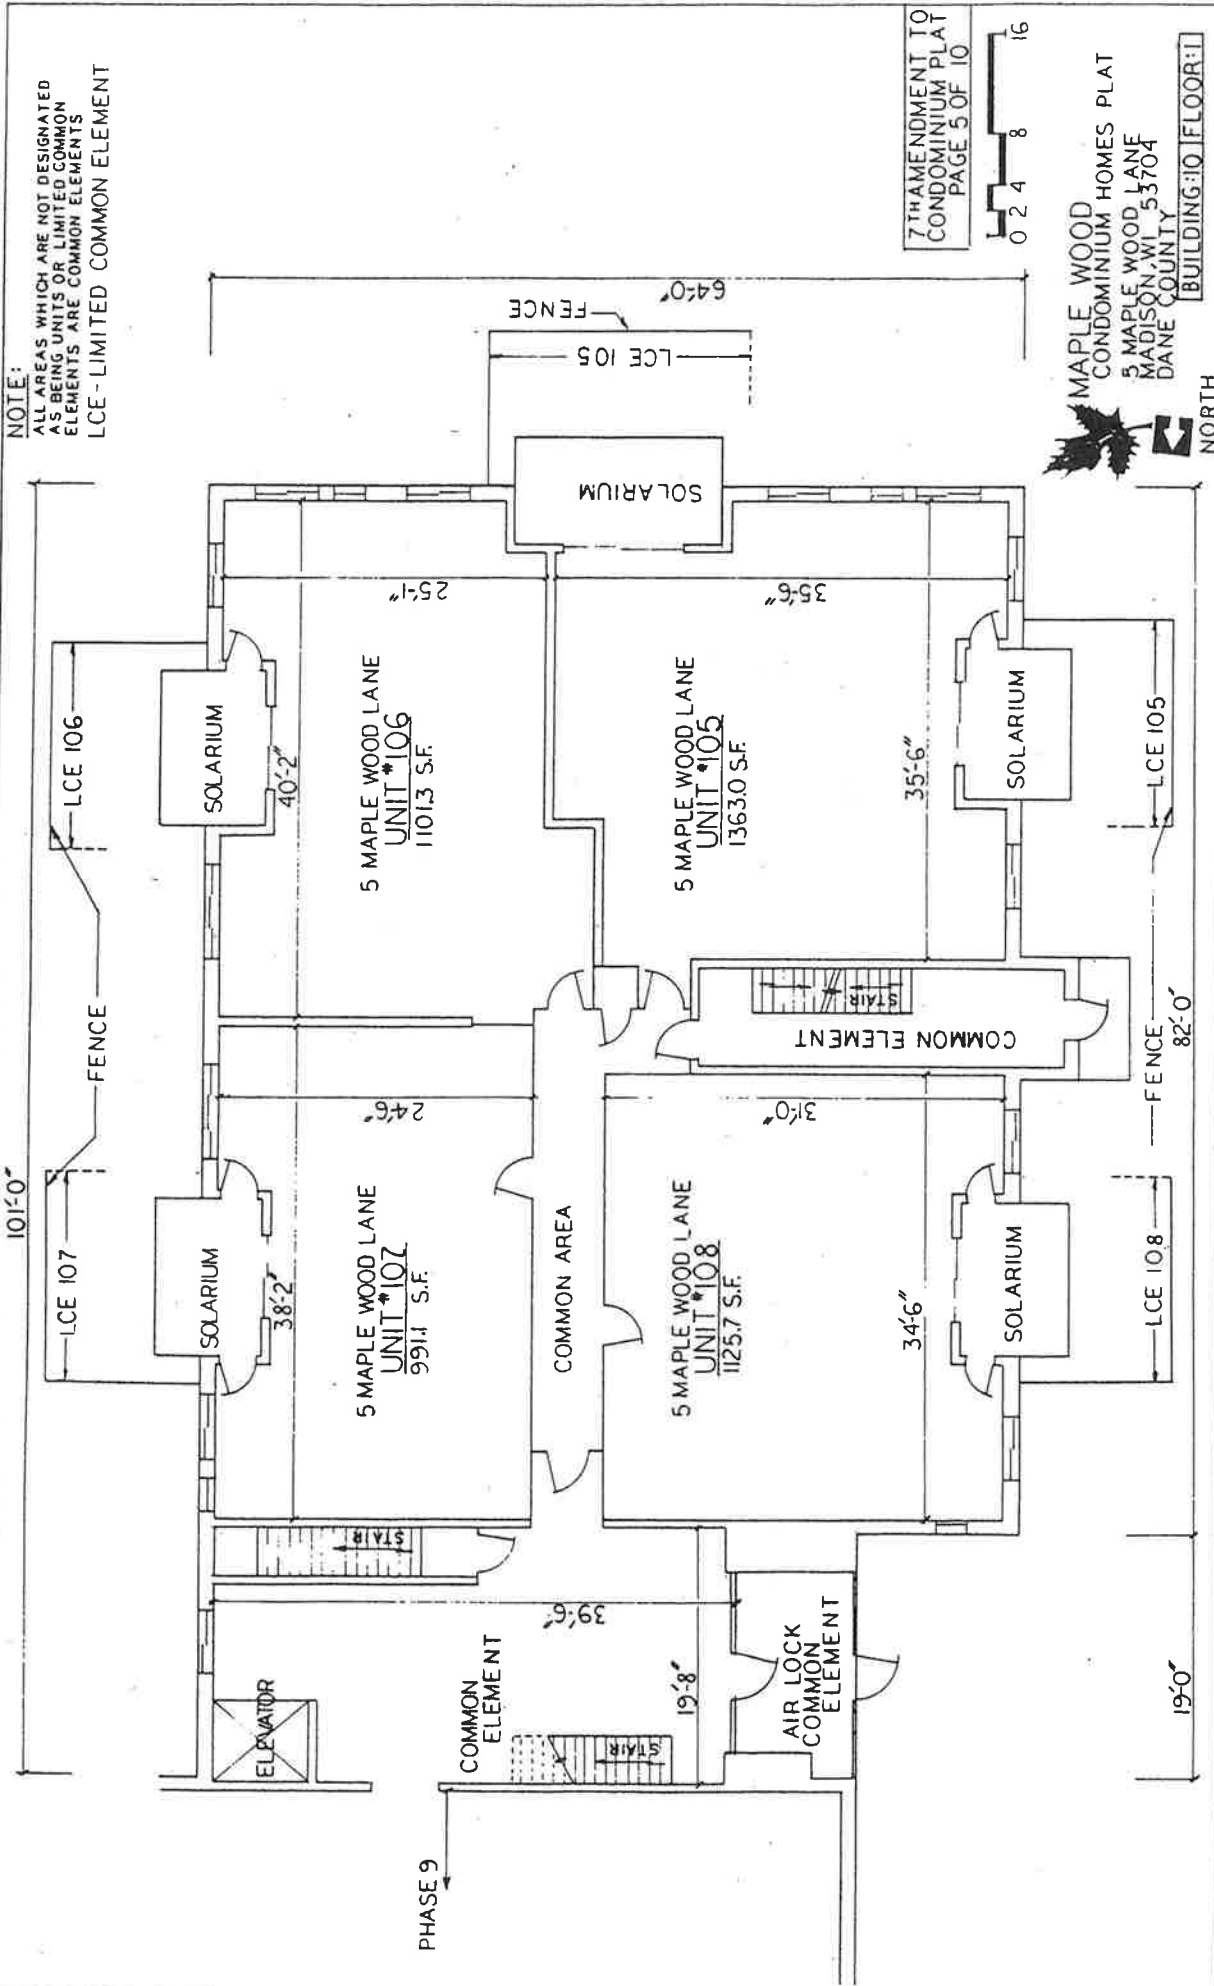 NOTE:
ALL AREAS WHICH ARE NOT DESIGNATED
AS BEING UNITS OR LIMITED COMMON
ELEMENTS ARE COMMON ELEMENTS
LCE-LIMITED COMMON ELEMENT
101'-0"
LCE 107
FENCE
LCE 106
SOLARIUM
SOLARIUM
38'-2"
40'-2"
24'-6"
25'-1"
ELEVATOR
STAIR
5 MAPLE WOOD LANE
UNIT #107
991.1 S.F.
5 MAPLE WOOD LANE
UNIT #106
1101.3 S.F.
SOLARIUM
LCE 105
FENCE
64'-0"
PHASE 9
COMMON
ELEMENT
39'-6"
COMMON AREA
STAIR
19'-8"
AIR LOCK
COMMON
ELEMENT
5 MAPLE WOOD LANE
UNIT #108
1125.7 S.F.
31'-0"
34'-6"
COMMON ELEMENT
STAIR
5 MAPLE WOOD LANE
UNIT #105
1363.0 S.F.
35'-6"
35'-6"
SOLARIUM
SOLARIUM
LCE 108
FENCE
LCE 105
19'-0"
82'-0"
7TH AMENDMENT TO
CONDOMINIUM PLAT
PAGE 5 OF 10
0 2 4 8 16
MAPLE WOOD
CONDOMINIUM HOMES PLAT
5 MAPLE WOOD LANE
MADISON, WI 53704
DANE COUNTY
BUILDING:10 FLOOR:1
NORTH